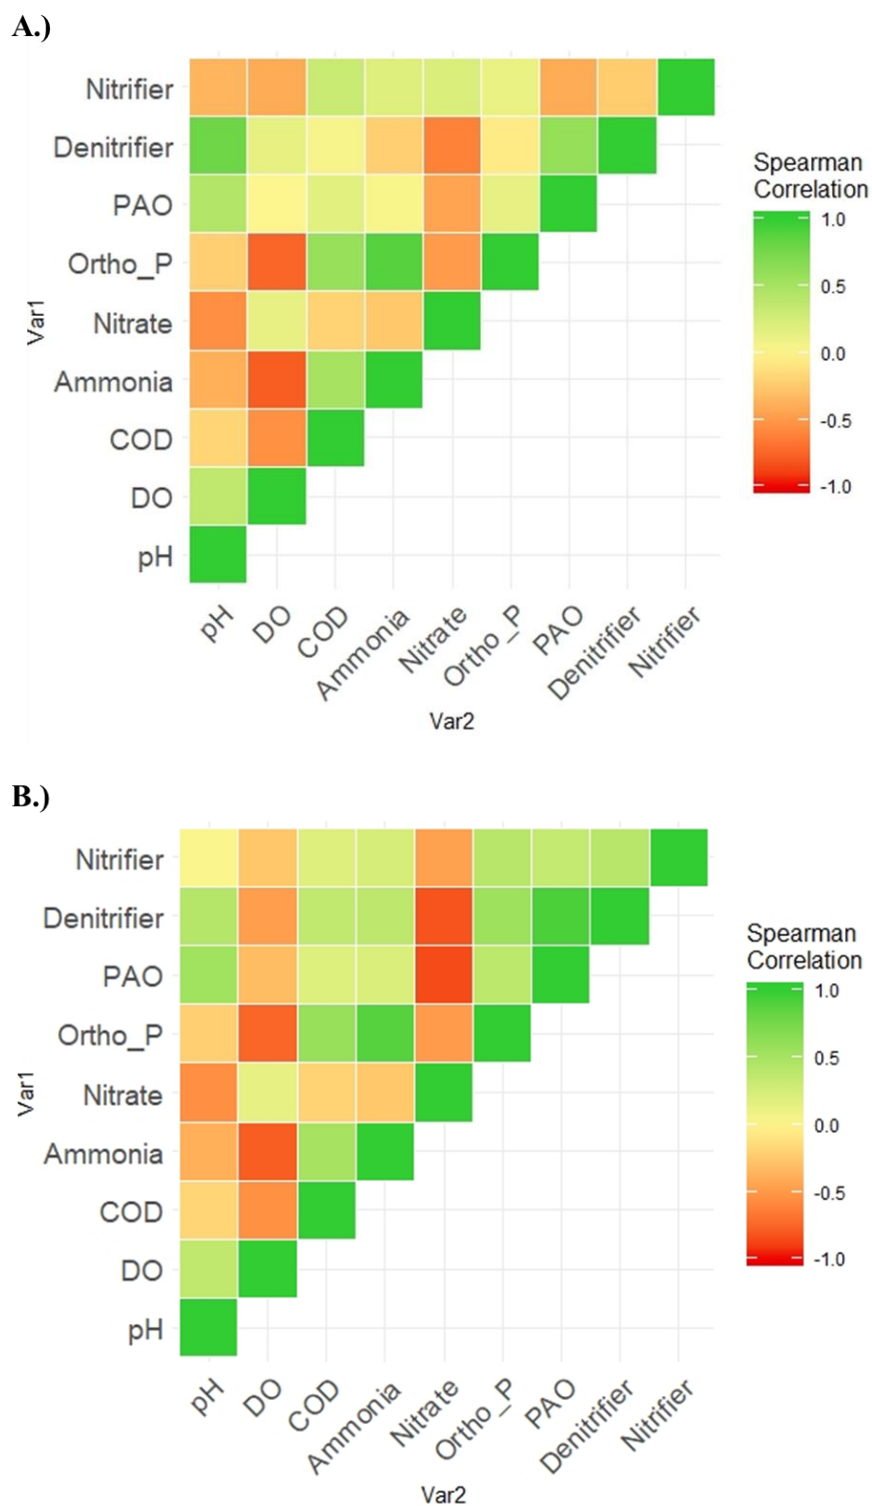 A.)
Nitrifier
Denitrifier
PAO
Ortho_P
Nitrate
Ammonia
COD
DO
pH
Var1
pH
DO
COD
Ammonia
Nitrate
Ortho_P
PAO
Denitrifier
Nitrifier
Var2
Spearman
Correlation
1.0
0.5
0.0
-0.5
-1.0
B.)
Nitrifier
Denitrifier
PAO
Ortho_P
Nitrate
Ammonia
COD
DO
pH
Var1
pH
DO
COD
Ammonia
Nitrate
Ortho_P
PAO
Denitrifier
Nitrifier
Var2
Spearman
Correlation
1.0
0.5
0.0
-0.5
-1.0